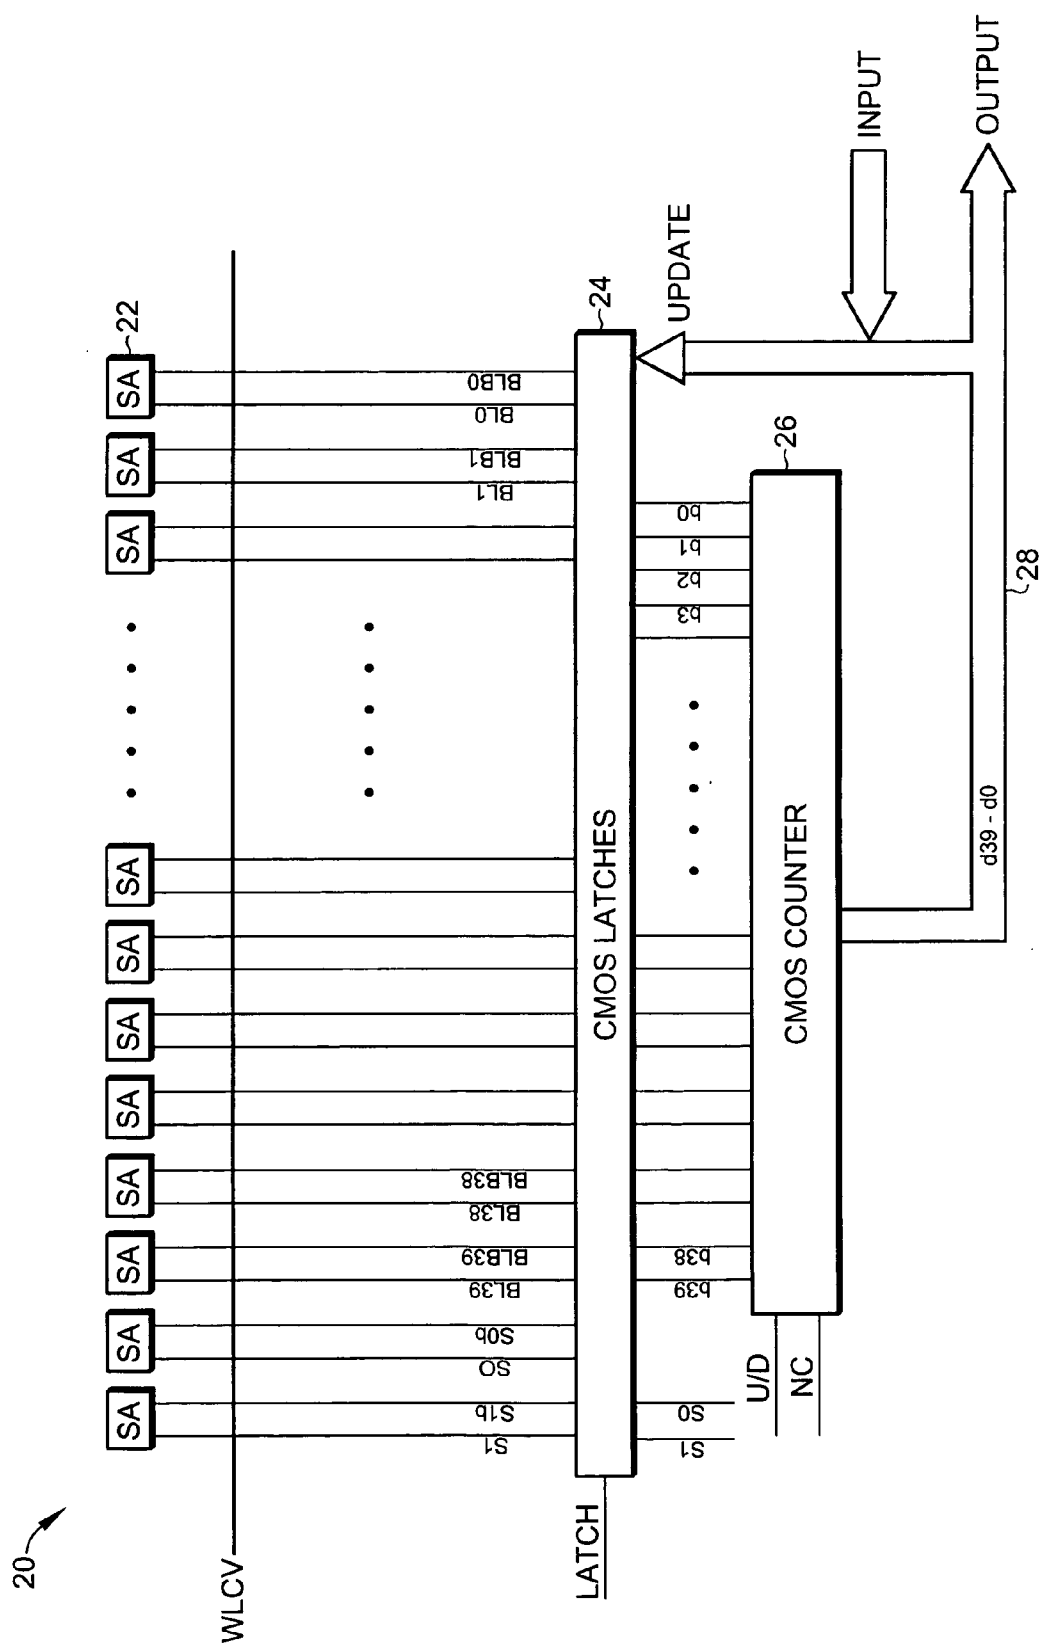 20
WLCV
SA
SA
SA
SA
SA
SA
SA
SA
SA
SA
SA
SA
22
S1
S1b
SO
S0b
BL39
BLB39
BL38
BLB38
BL1
BLB1
BL0
BLB0
LATCH
CMOS LATCHES
24
S1
S0
b39
b38
b3
b2
b1
b0
UPDATE
U/D
NC
CMOS COUNTER
26
INPUT
d39 - d0
OUTPUT
28